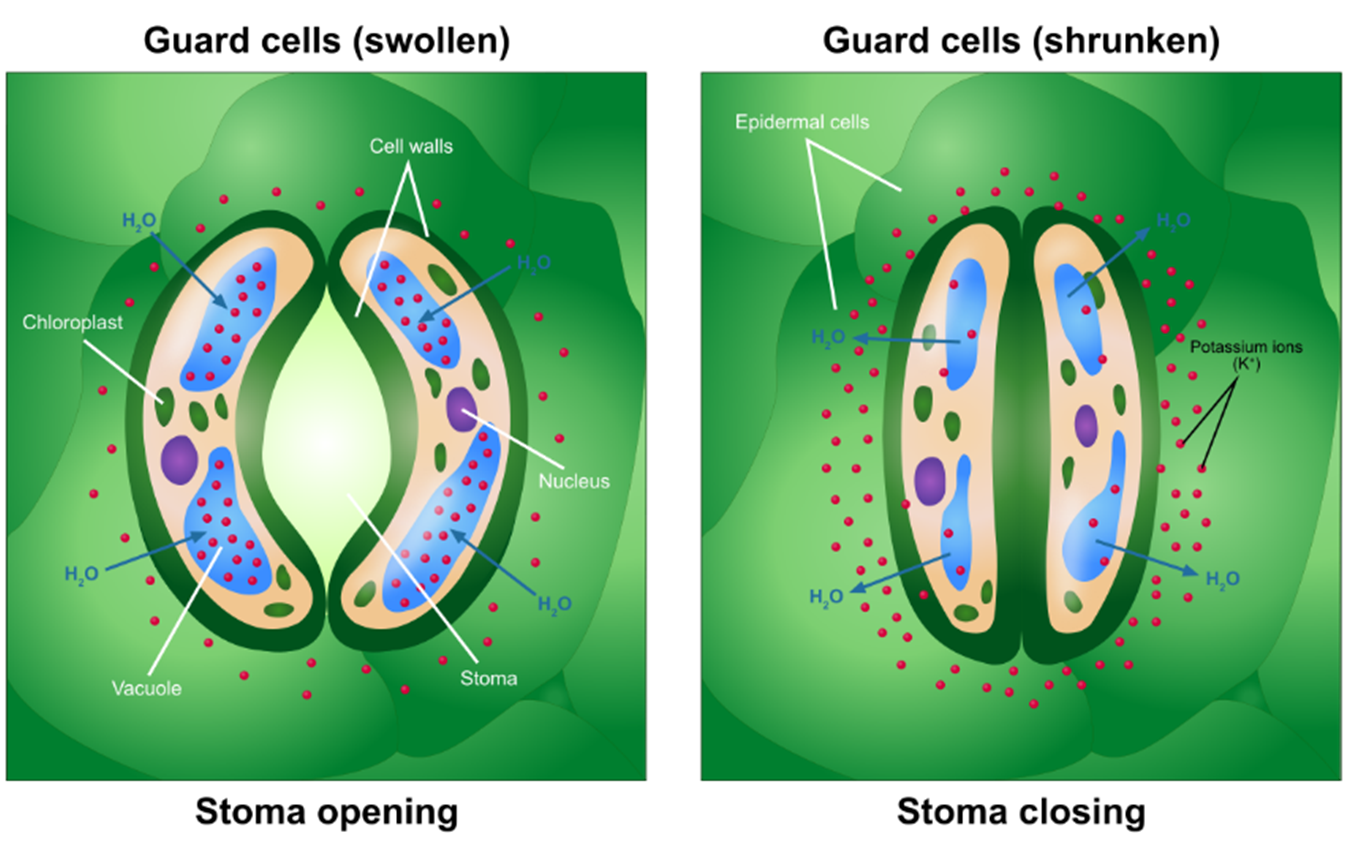 Guard cells (swollen)
Cell walls
H₂O
H₂O
Chloroplast
Nucleus
H₂O
H₂O
Vacuole
Stoma
Stoma opening
Guard cells (shrunken)
Epidermal cells
H₂O
H₂O
Potassium ions
(K⁺)
H₂O
H₂O
Stoma closing